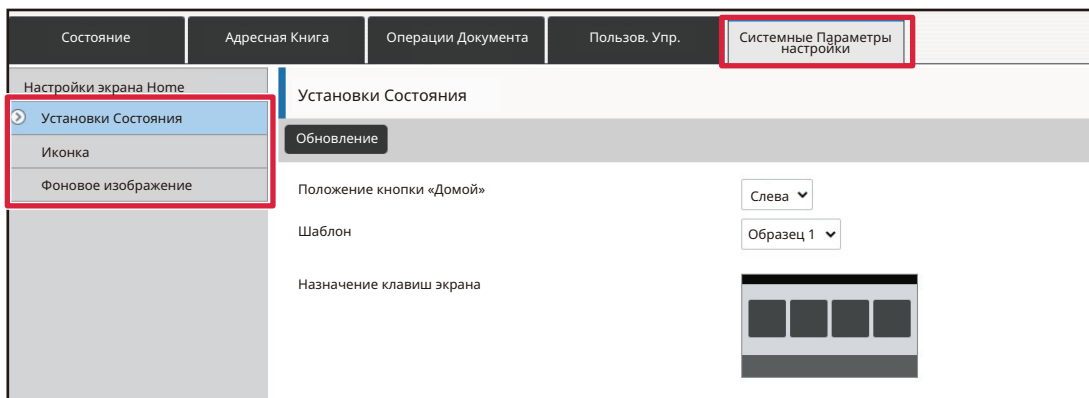 Состояние
Адресная Книга
Операции Документа
Пользов. Упр.
Системные Параметры
настройки
Настройки экрана Home
Установки Состояния
Иконка
Фоновое изображение
Установки Состояния
Обновление
Положение кнопки «Домой»
Слева
Шаблон
Образец 1
Назначение клавиш экрана